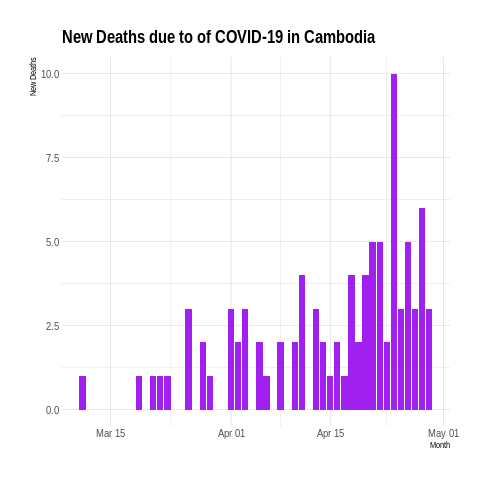 New Deaths due to of COVID-19 in Cambodia
New Deaths
10.0
7.5
5.0
2.5
0.0
Mar 15
Apr 01
Apr 15
May 01
Month